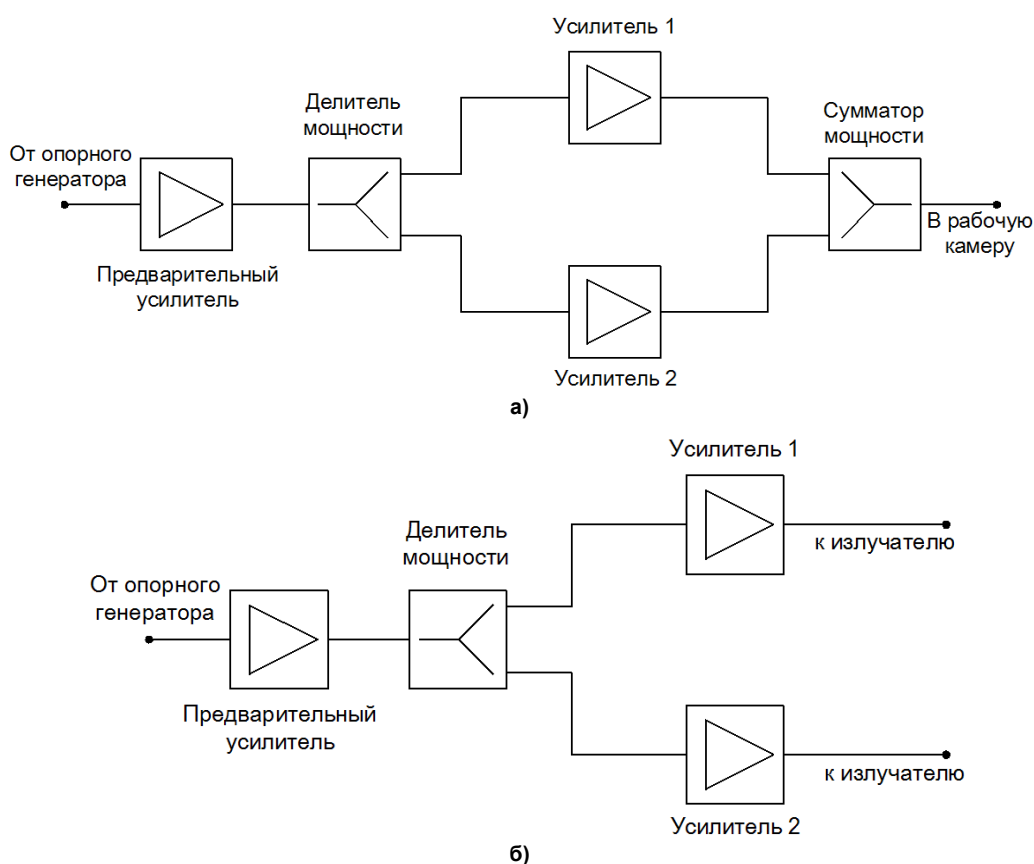 Усилитель 1
Делитель
мощности
Сумматор
мощности
От опорного
генератора
В рабочую
камеру
Предварительный
усилитель
Усилитель 2
а)
Усилитель 1
Делитель
мощности
к излучателю
От опорного
генератора
Предварительный
усилитель
к излучателю
Усилитель 2
б)